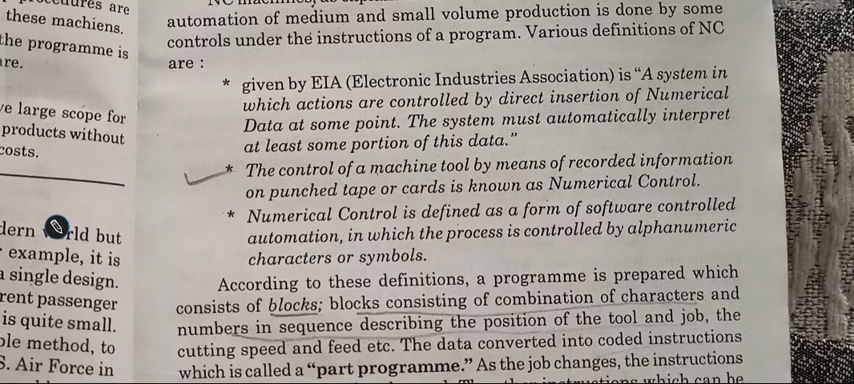 these machiens.
the programme is
large scope for
products without
costs.
world but
example, it is
a single design.
passenger
is quite small.
method, to
Air Force in
automation of medium and small volume production is done by some
controls under the instructions of a program. Various definitions of NC
are :
* given by EIA (Electronic Industries Association) is "A system in
which actions are controlled by direct insertion of Numerical
Data at some point. The system must automatically interpret
at least some portion of this data."
* The control of a machine tool by means of recorded information
on punched tape or cards is known as Numerical Control.
* Numerical Control is defined as a form of software controlled
automation, in which the process is controlled by alphanumeric
characters or symbols.
According to these definitions, a programme is prepared which
consists of blocks; blocks consisting of combination of characters and
numbers in sequence describing the position of the tool and job, the
cutting speed and feed etc. The data converted into coded instructions
which is called a "part programme." As the job changes, the instructions
which can be